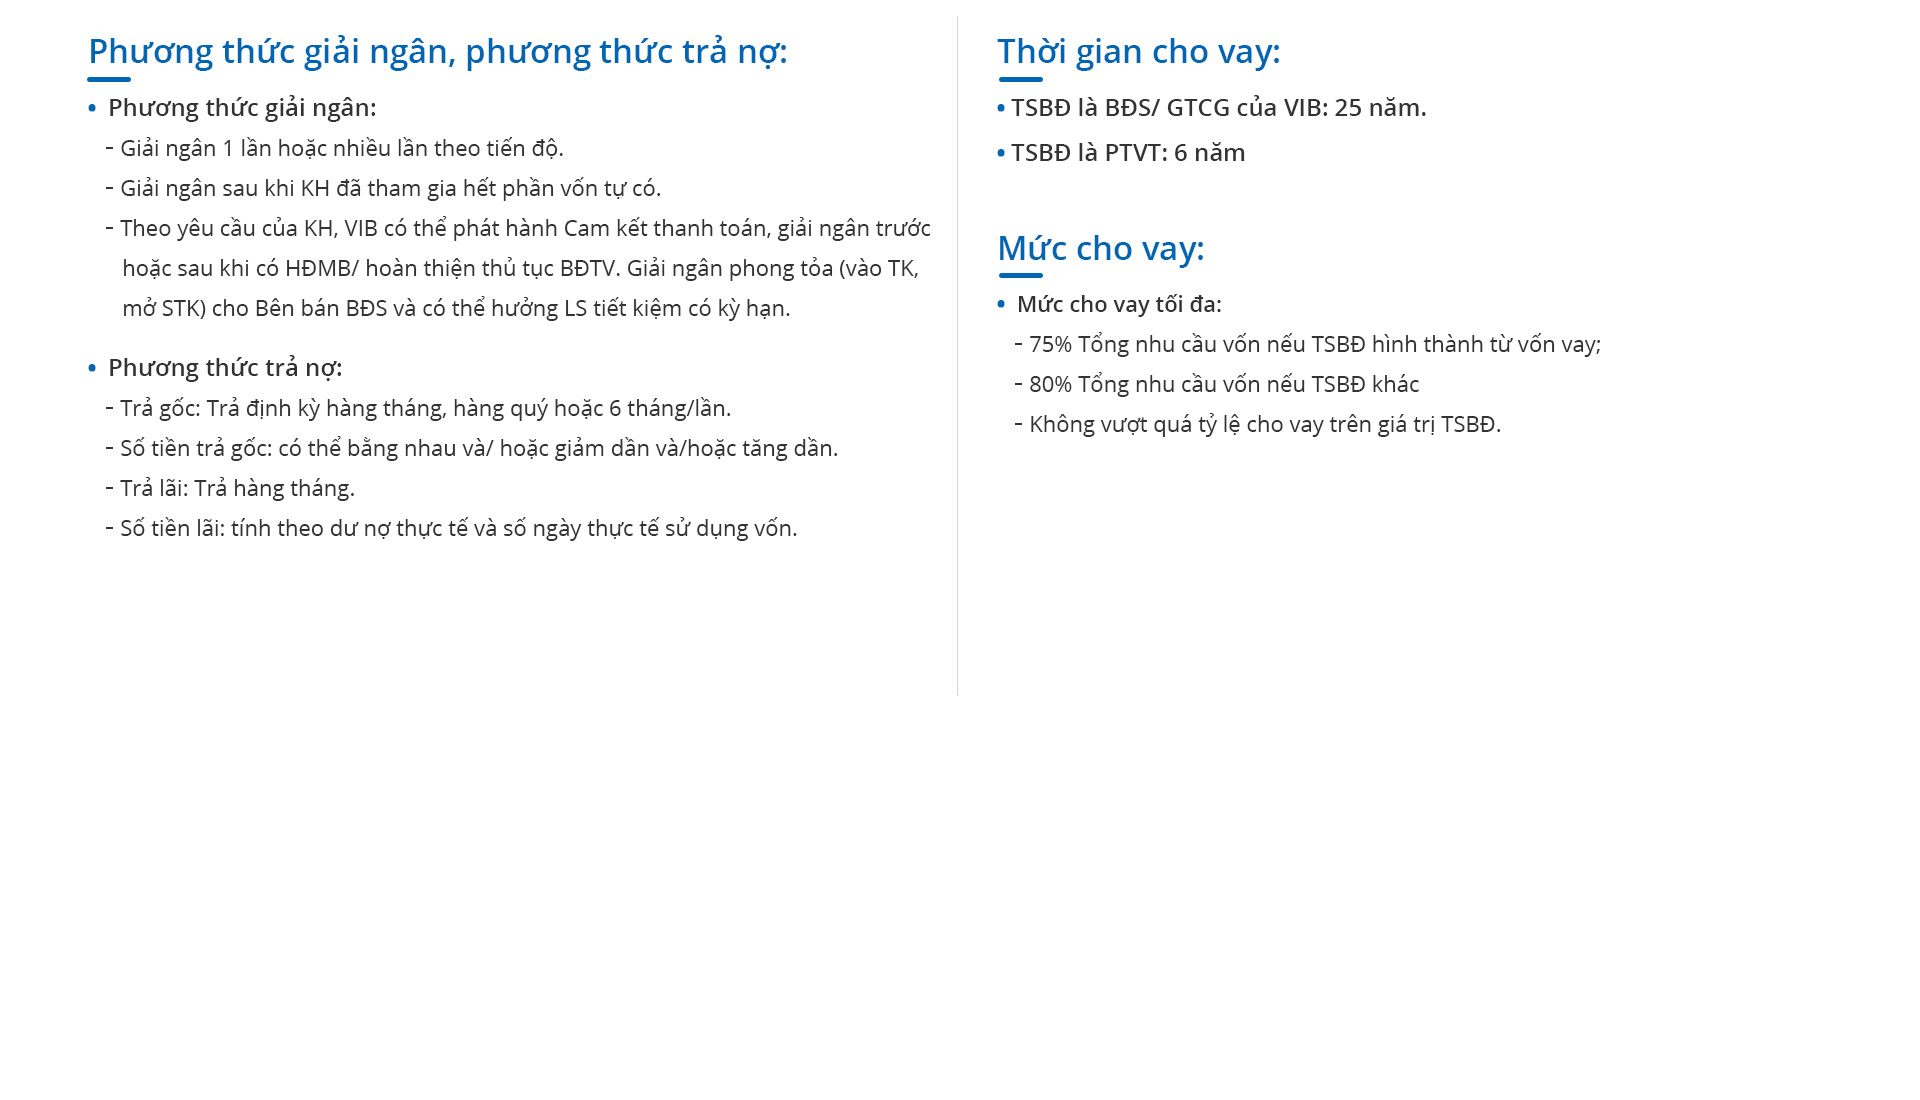 Phương thức giải ngân, phương thức trả nợ:
• Phương thức giải ngân:
- Giải ngân 1 lần hoặc nhiều lần theo tiến độ.
- Giải ngân sau khi KH đã tham gia hết phần vốn tự có.
- Theo yêu cầu của KH, VIB có thể phát hành Cam kết thanh toán, giải ngân trước
hoặc sau khi có HĐMB/ hoàn thiện thủ tục BĐTV. Giải ngân phong tỏa (vào TK,
mở STK) cho Bên bán BĐS và có thể hưởng LS tiết kiệm có kỳ hạn.
• Phương thức trả nợ:
- Trả gốc: Trả định kỳ hàng tháng, hàng quý hoặc 6 tháng/lần.
- Số tiền trả gốc: có thể bằng nhau và/ hoặc giảm dần và/hoặc tăng dần.
- Trả lãi: Trả hàng tháng.
- Số tiền lãi: tính theo dư nợ thực tế và số ngày thực tế sử dụng vốn.
Thời gian cho vay:
• TSBĐ là BĐS/ GTCG của VIB: 25 năm.
• TSBĐ là PTVT: 6 năm
Mức cho vay:
• Mức cho vay tối đa:
- 75% Tổng nhu cầu vốn nếu TSBĐ hình thành từ vốn vay;
- 80% Tổng nhu cầu vốn nếu TSBĐ khác
- Không vượt quá tỷ lệ cho vay trên giá trị TSBĐ.